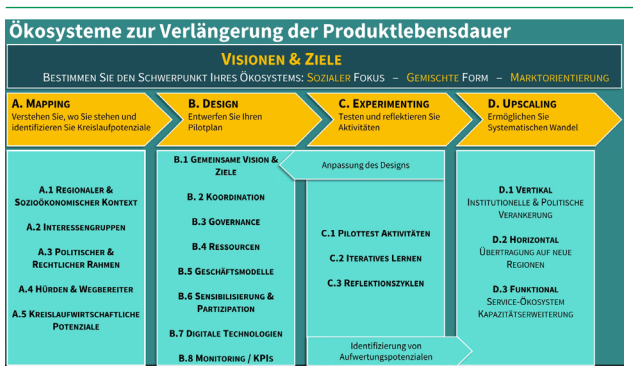 Ökosysteme zur Verlängerung der Produktlebensdauer
Visionen & Ziele
Bestimmen Sie den Schwerpunkt Ihres Ökosystems: Sozialer Fokus – Gemischte Form – Marktorientierung
A. Mapping
Verstehen Sie, wo Sie stehen und
identifizieren Sie Kreislaufpotenziale
B. Design
Entwerfen Sie Ihren
Pilotplan
C. Experimenting
Testen und reflektieren Sie
Aktivitäten
D. Upscaling
Ermöglichen Sie
Systematischen Wandel
A.1 Regionaler &
Sozioökonomischer Kontext
A.2 Interessengruppen
A.3 Politischer &
Rechtlicher Rahmen
A.4 Hürden & Wegbereiter
A.5 Kreislaufwirtschaftliche
Potenziale
B.1 Gemeinsame Vision &
Ziele
B. 2 Koordination
B.3 Governance
B.4 Ressourcen
B.5 Geschäftsmodelle
B.6 Sensibilisierung &
Partizipation
B.7 Digitale Technologien
B.8 Monitoring / KPIs
Anpassung des Designs
C.1 Pilottest Aktivitäten
C.2 Iteratives Lernen
C.3 Reflektionszyklen
Identifizierung von
Aufwertungspotenzialen
D.1 Vertikal
Institutionelle & Politische
Verankerung
D.2 Horizontal
Übertragung auf neue
Regionen
D.3 Funktional
Service-Ökosystem
Kapazitätserweiterung